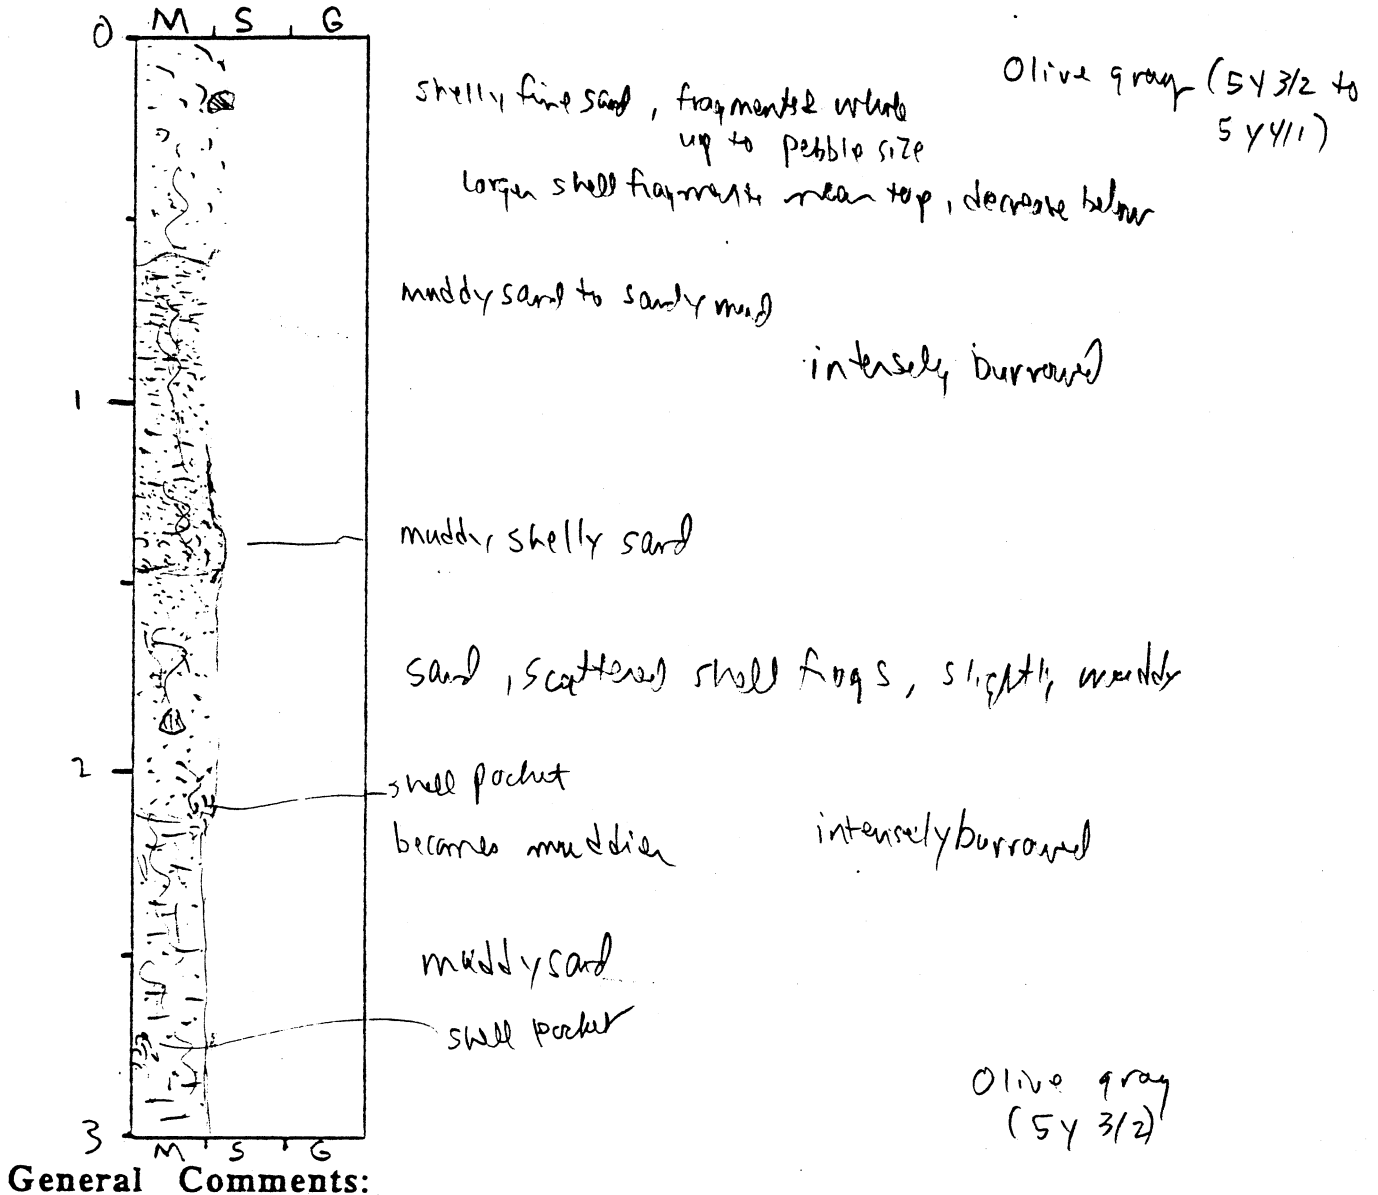 M S G
0
Olive gray (5Y 3/2 to
5Y4/1)
shelly fine sand, fragmented whole
up to pebble size
larger shell fragments near top, decrease below
muddy sand to sandy mud
intensely burrowed
1
muddy shelly sand
sand, scattered shell frags, slightly muddy
2
shell pocket
becomes muddier
intensely burrowed
muddy sand
shell pocket
Olive gray
(5Y 3/2)
3
M S G
General Comments: